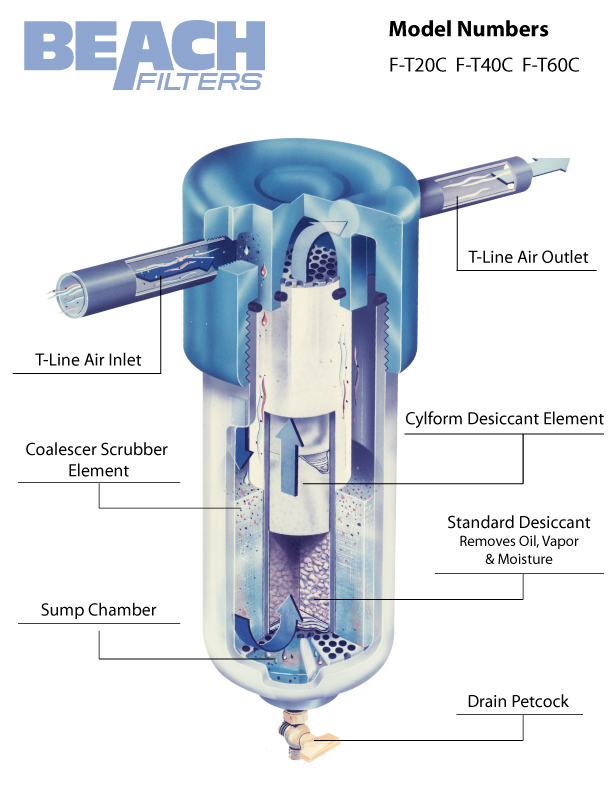 BEACH
FILTERS
Model Numbers
F-T20C F-T40C F-T60C
T-Line Air Outlet
T-Line Air Inlet
Cylform Desiccant Element
Coalescer Scrubber
Element
Standard Desiccant
Removes Oil, Vapor
& Moisture
Sump Chamber
Drain Petcock